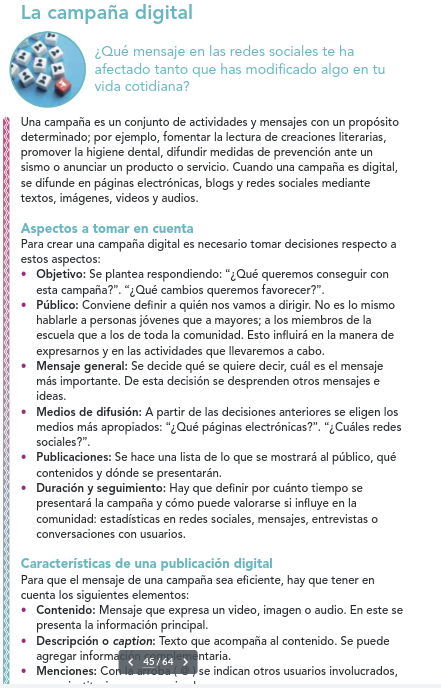 La campaña digital
¿Qué mensaje en las redes sociales te ha
afectado tanto que has modificado algo en tu
vida cotidiana?
Una campaña es un conjunto de actividades y mensajes con un propósito
determinado; por ejemplo, fomentar la lectura de creaciones literarias,
promover la higiene dental, difundir medidas de prevención ante un
sismo o anunciar un producto o servicio. Cuando una campaña es digital,
se difunde en páginas electrónicas, blogs y redes sociales mediante
textos, imágenes, videos y audios.
Aspectos a tomar en cuenta
Para crear una campaña digital es necesario tomar decisiones respecto a
estos aspectos:
• Objetivo: Se plantea respondiendo: “¿Qué queremos conseguir con
esta campaña?”. “¿Qué cambios queremos favorecer?”.
• Público: Conviene definir a quién nos vamos a dirigir. No es lo mismo
hablarle a personas jóvenes que a mayores; a los miembros de la
escuela que a los de toda la comunidad. Esto influirá en la manera de
expresarnos y en las actividades que llevaremos a cabo.
• Mensaje general: Se decide qué se quiere decir, cuál es el mensaje
más importante. De esta decisión se desprenden otros mensajes e
ideas.
• Medios de difusión: A partir de las decisiones anteriores se eligen los
medios más apropiados: “¿Qué páginas electrónicas?”. “¿Cuáles redes
sociales?”.
• Publicaciones: Se hace una lista de lo que se mostrará al público, qué
contenidos y dónde se presentarán.
• Duración y seguimiento: Hay que definir por cuánto tiempo se
presentará la campaña y cómo puede valorarse si influye en la
comunidad: estadísticas en redes sociales, mensajes, entrevistas o
conversaciones con usuarios.
Características de una publicación digital
Para que el mensaje de una campaña sea eficiente, hay que tener en
cuenta los siguientes elementos:
• Contenido: Mensaje que expresa un video, imagen o audio. En este se
presenta la información principal.
• Descripción o caption: Texto que acompaña al contenido. Se puede
agregar información complementaria.
45/64
• Menciones: Con la arroba (@) se indican otros usuarios involucrados,